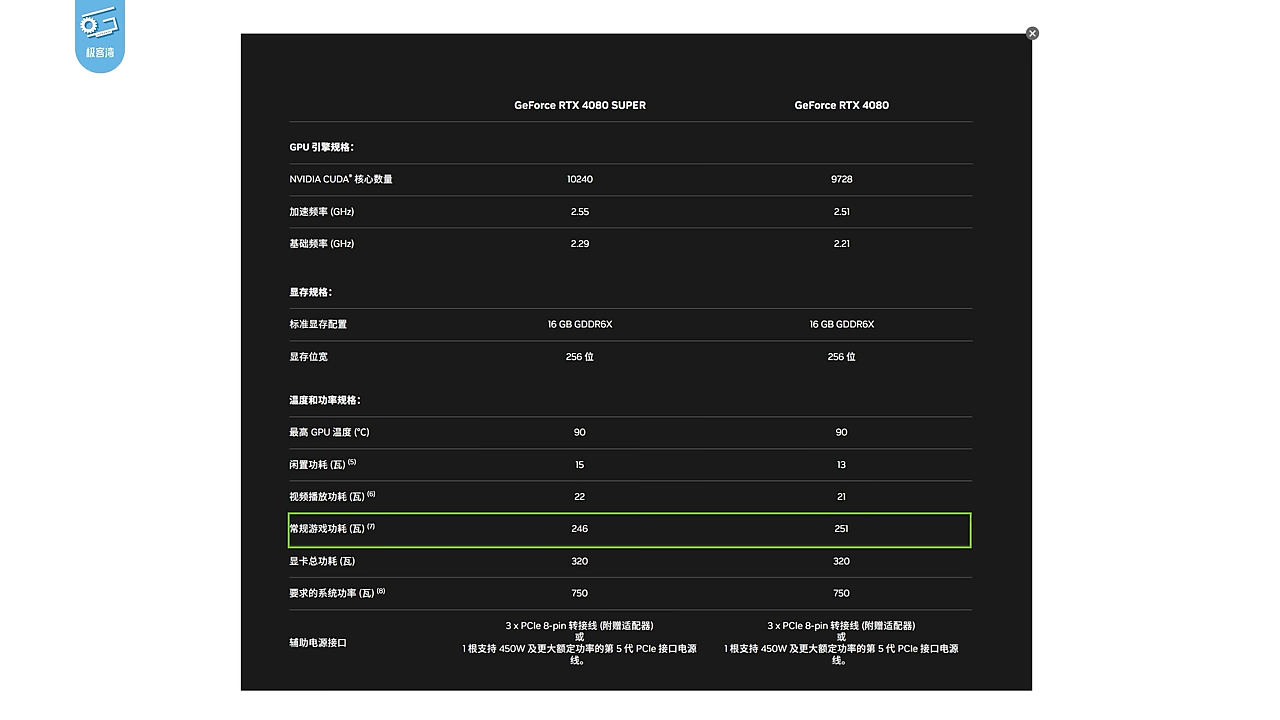 极客湾
GeForce RTX 4080 SUPER GeForce RTX 4080
GPU 引擎规格：
NVIDIA CUDA® 核心数量 10240 9728
加速频率 (GHz) 2.55 2.51
基础频率 (GHz) 2.29 2.21
显存规格：
标准显存配置 16 GB GDDR6X 16 GB GDDR6X
显存位宽 256 位 256 位
温度和功率规格：
最高 GPU 温度 (°C) 90 90
闲置功耗 (瓦) (5) 15 13
视频播放功耗 (瓦) (6) 22 21
常规游戏功耗 (瓦) (7) 246 251
显卡总功耗 (瓦) 320 320
要求的系统功率 (瓦) (8) 750 750
辅助电源接口
3 x PCIe 8-pin 转接线 (附赠适配器)
或
1 根支持 450W 及更大额定功率的第 5 代 PCIe 接口电源
线。
3 x PCIe 8-pin 转接线 (附赠适配器)
或
1 根支持 450W 及更大额定功率的第 5 代 PCIe 接口电源
线。